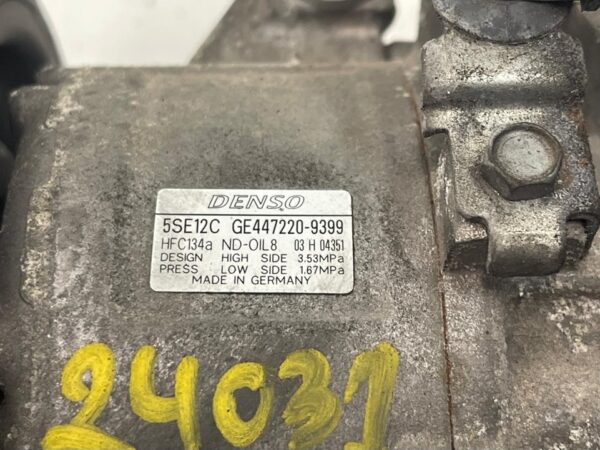 DENSO
5SE12C GE447220-9399
HFC134a ND-OIL8 03 H 04351
DESIGN HIGH SIDE 3.53MPa
PRESS LOW SIDE 1.67MPa
MADE IN GERMANY
24031